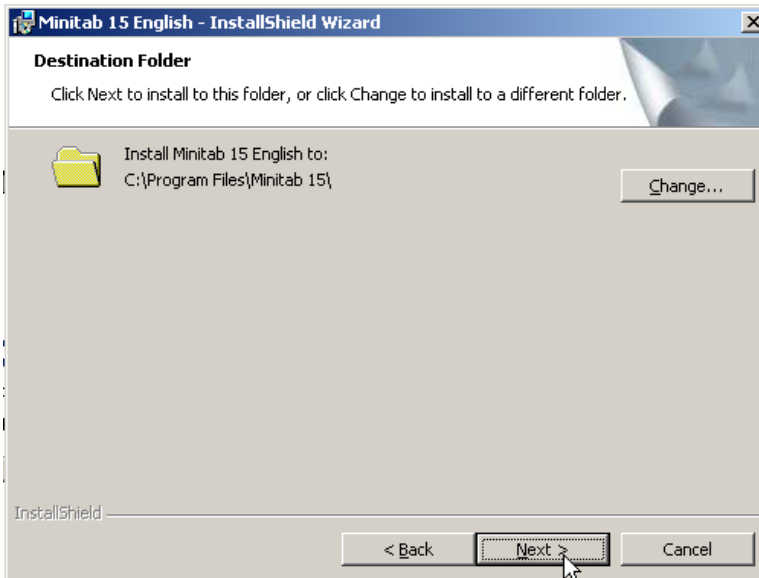 Minitab 15 English - InstallShield Wizard
Destination Folder
Click Next to install to this folder, or click Change to install to a different folder.
Install Minitab 15 English to:
C:\Program Files\Minitab 15\
Change...
InstallShield
< Back
Next >
Cancel